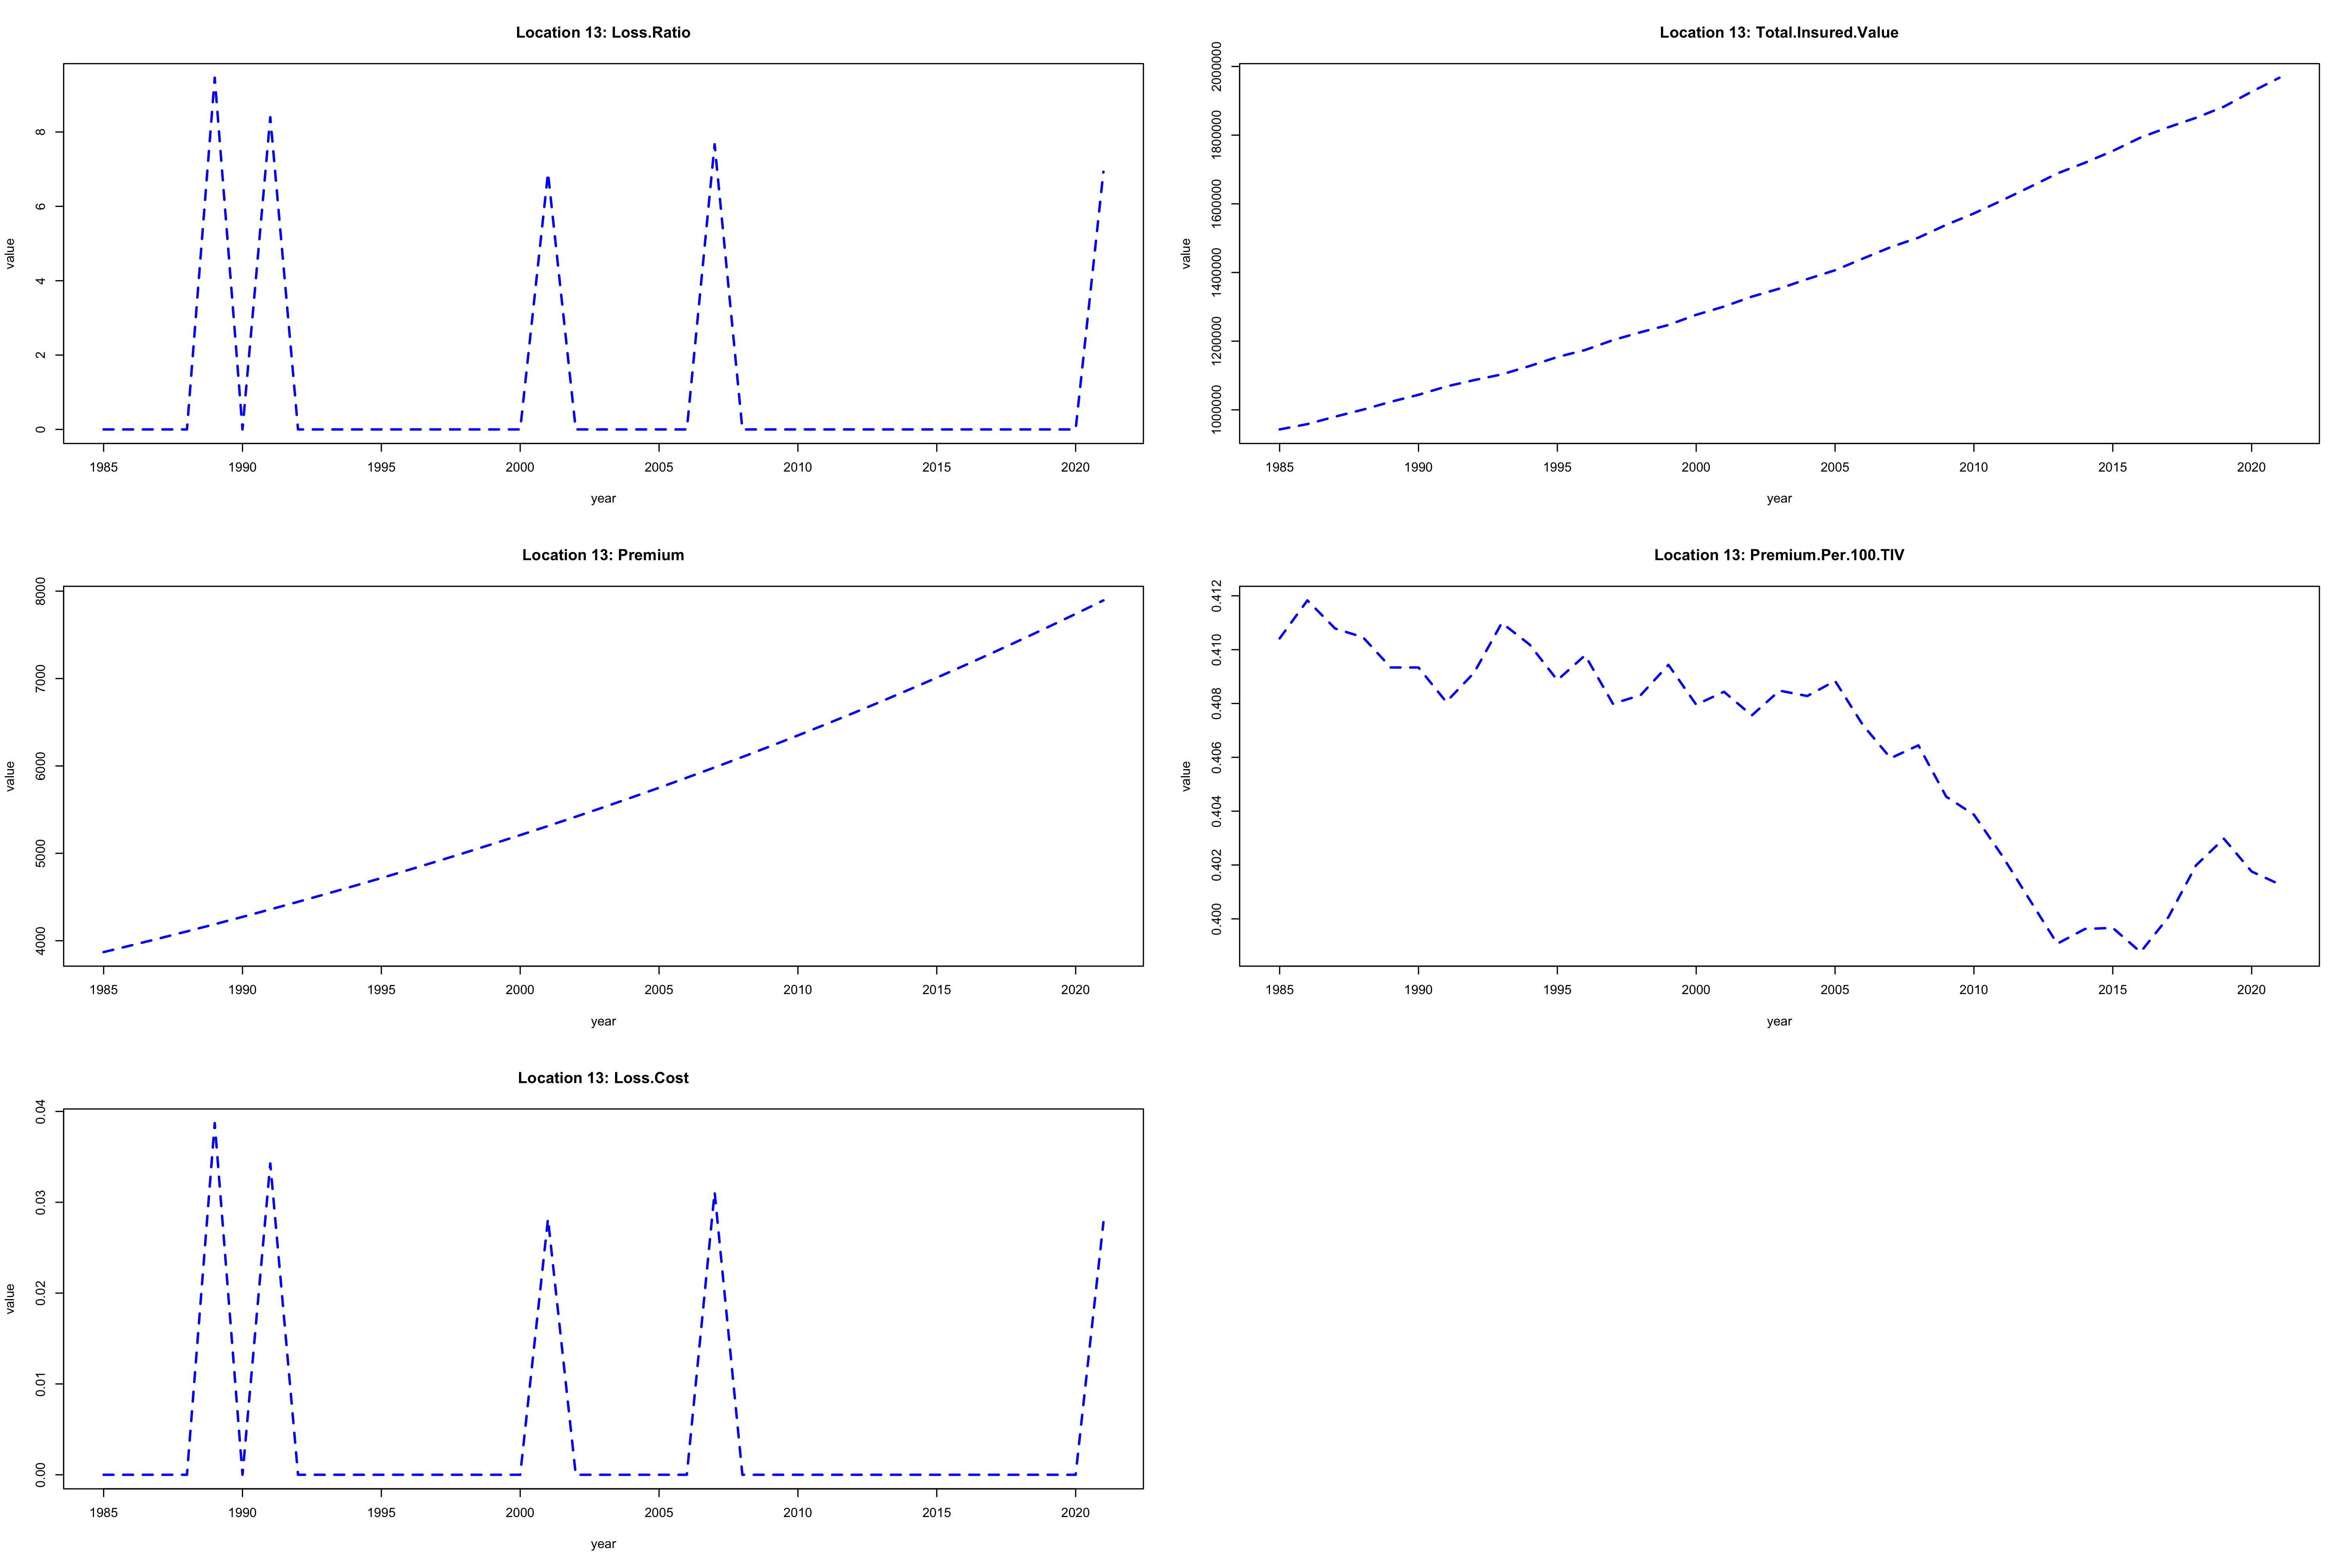 Location 13: Loss.Ratio
value
8
6
4
2
0
1985 1990 1995 2000 2005 2010 2015 2020
year
Location 13: Total.Insured.Value
value
2000000
1800000
1600000
1400000
1200000
1000000
1985 1990 1995 2000 2005 2010 2015 2020
year
Location 13: Premium
value
8000
7000
6000
5000
4000
1985 1990 1995 2000 2005 2010 2015 2020
year
Location 13: Premium.Per.100.TIV
value
0.412
0.410
0.408
0.406
0.404
0.402
0.400
1985 1990 1995 2000 2005 2010 2015 2020
year
Location 13: Loss.Cost
value
0.04
0.03
0.02
0.01
0.00
1985 1990 1995 2000 2005 2010 2015 2020
year